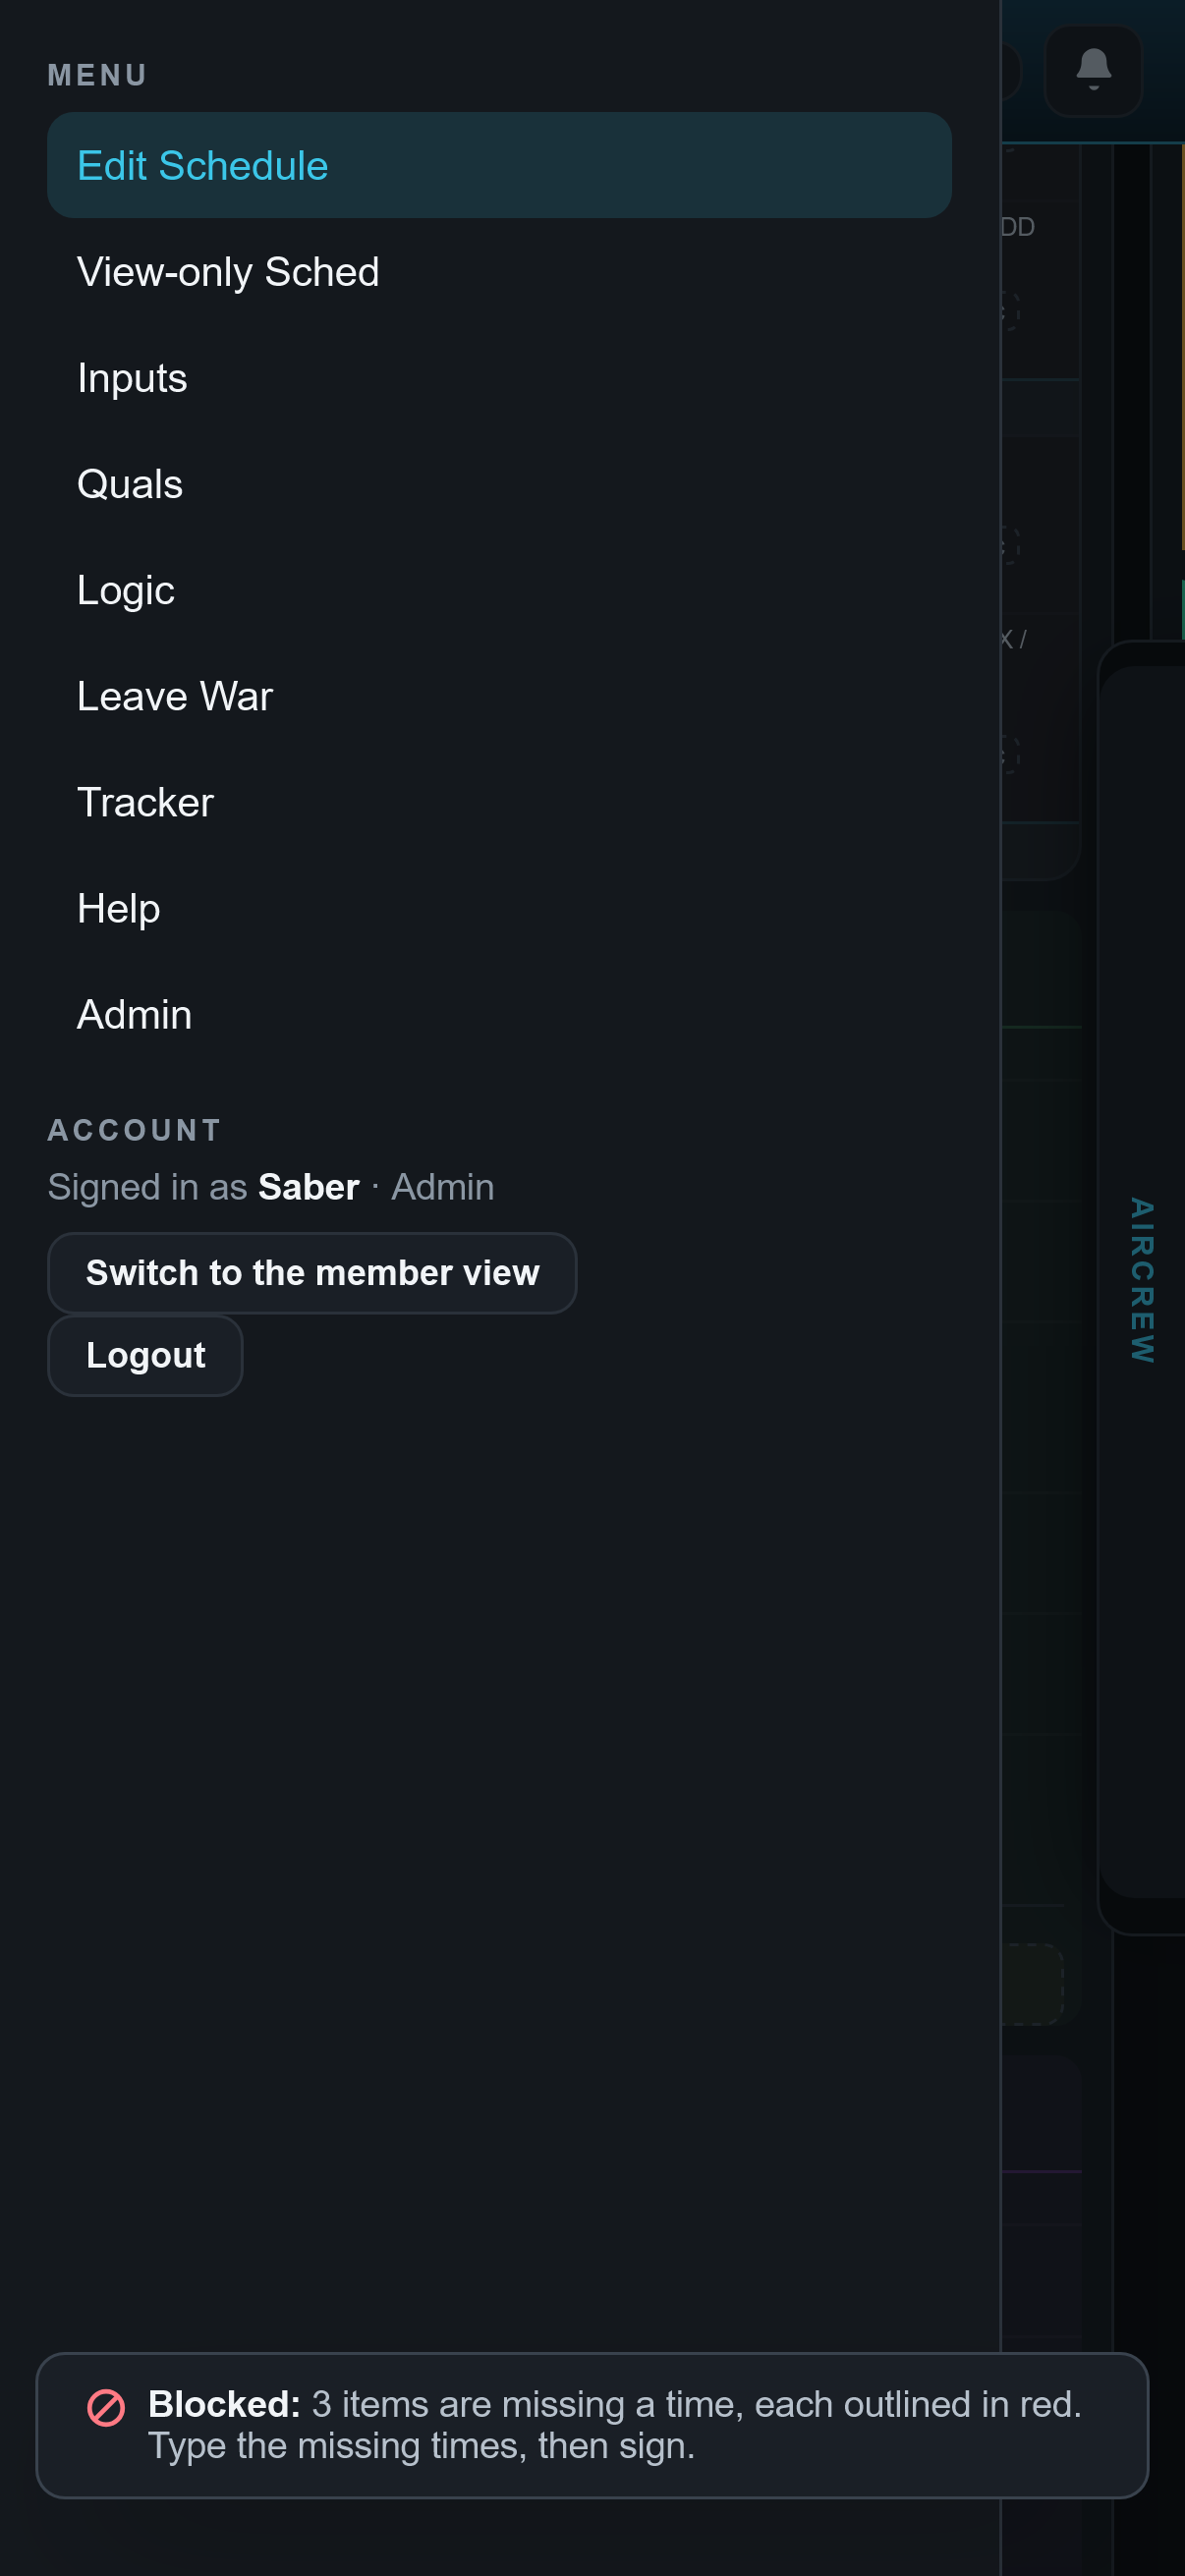 MENU
Edit Schedule
View-only Sched
Inputs
Quals
Logic
Leave War
Tracker
Help
Admin
ACCOUNT
Signed in as Saber · Admin
Switch to the member view
Logout
DD
X /
AIRCREW
Blocked: 3 items are missing a time, each outlined in red.
Type the missing times, then sign.